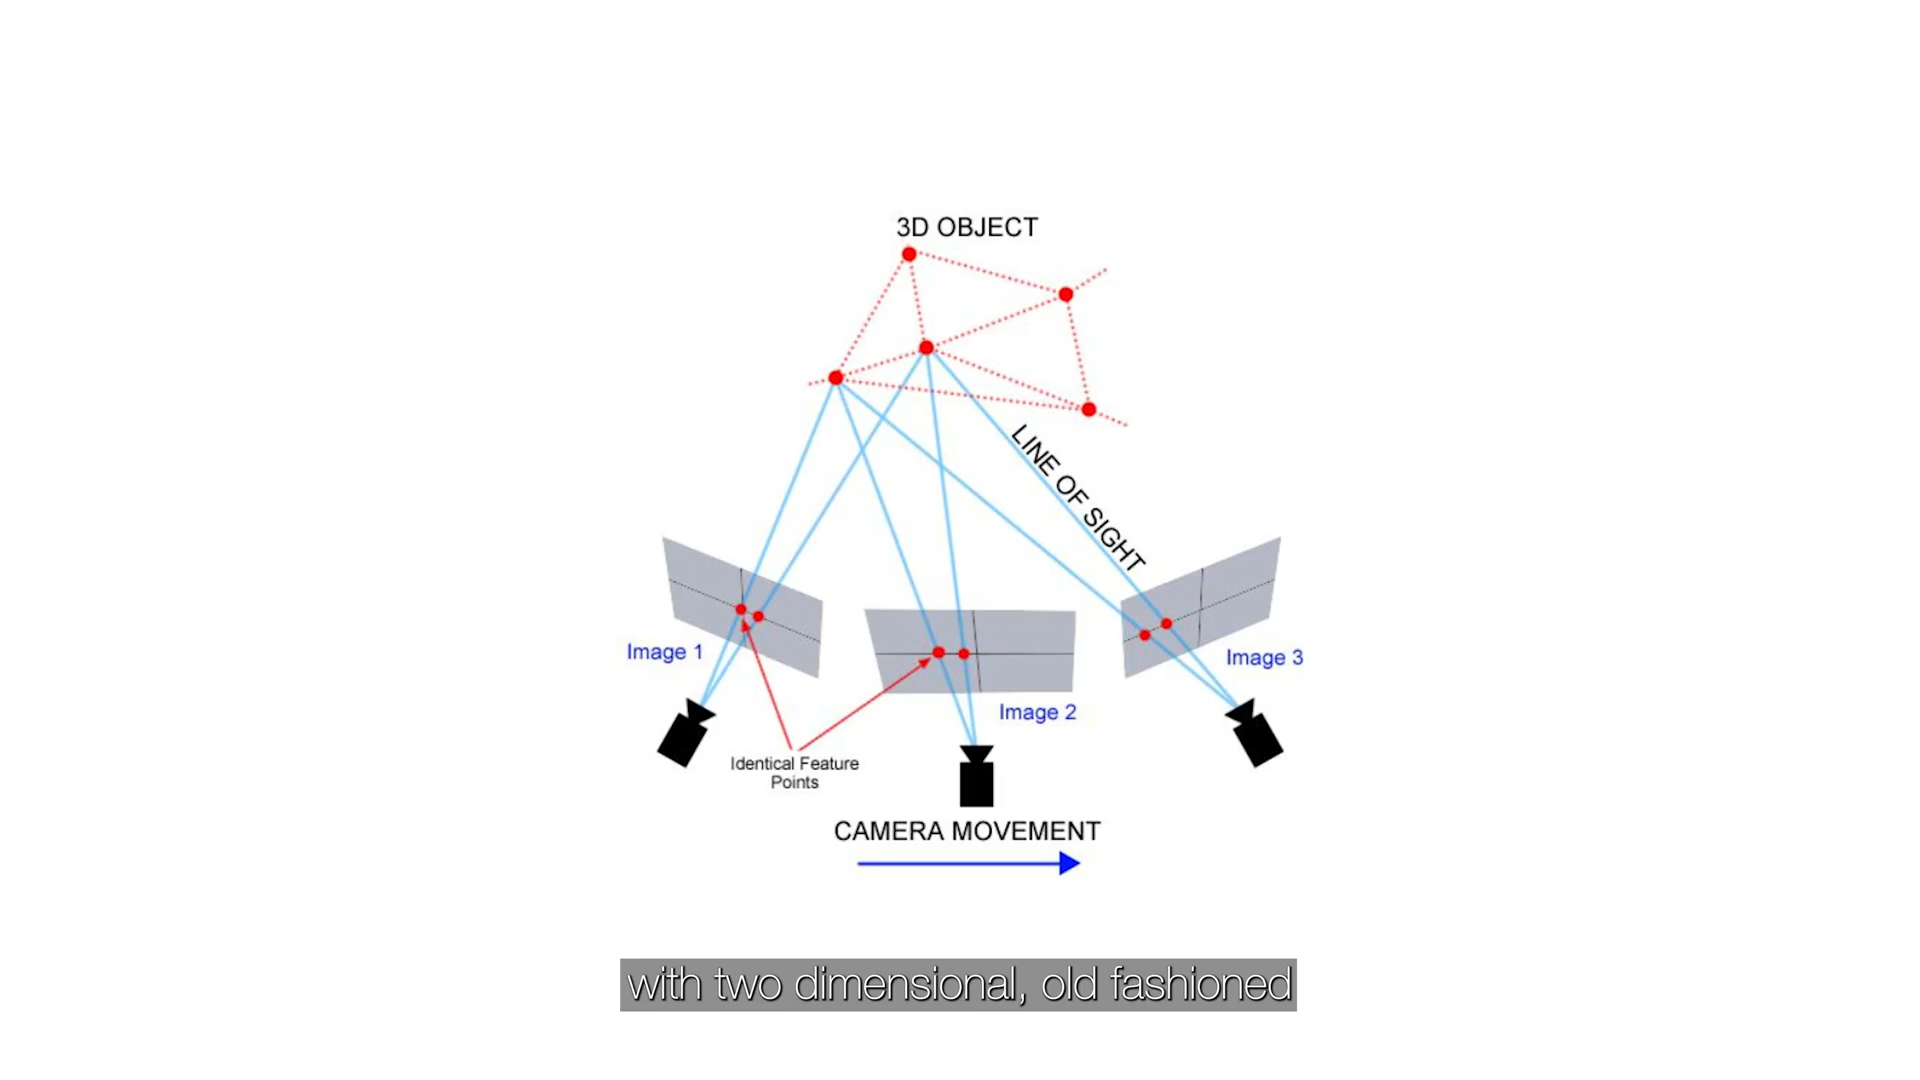 3D OBJECT
LINE OF SIGHT
Image 1
Image 2
Image 3
Identical Feature
Points
CAMERA MOVEMENT
with two dimensional, old fashioned